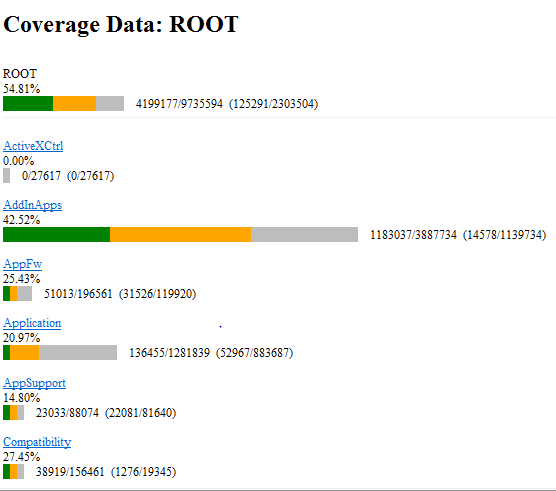 Coverage Data: ROOT
ROOT
54.81%
4199177/9735594 (125291/2303504)
ActiveXCtrl
0.00%
0/27617 (0/27617)
AddInApps
42.52%
1183037/3887734 (14578/1139734)
AppFw
25.43%
51013/196561 (31526/119920)
Application
20.97%
136455/1281839 (52967/883687)
AppSupport
14.80%
23033/88074 (22081/81640)
Compatibility
27.45%
38919/156461 (1276/19345)